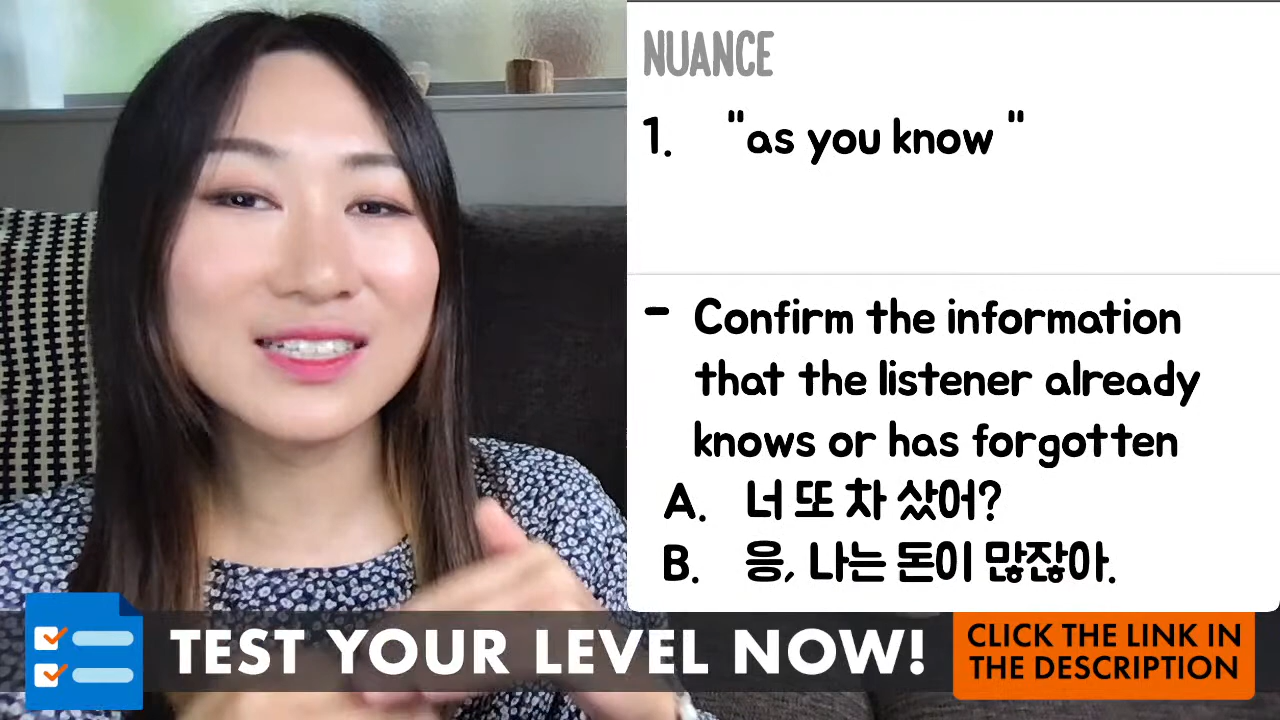 NUANCE
1. "as you know "
- Confirm the information
that the listener already
knows or has forgotten
A. 너 또 차 샀어?
B. 응, 나는 돈이 많잖아.
TEST YOUR LEVEL NOW!
CLICK THE LINK IN
THE DESCRIPTION